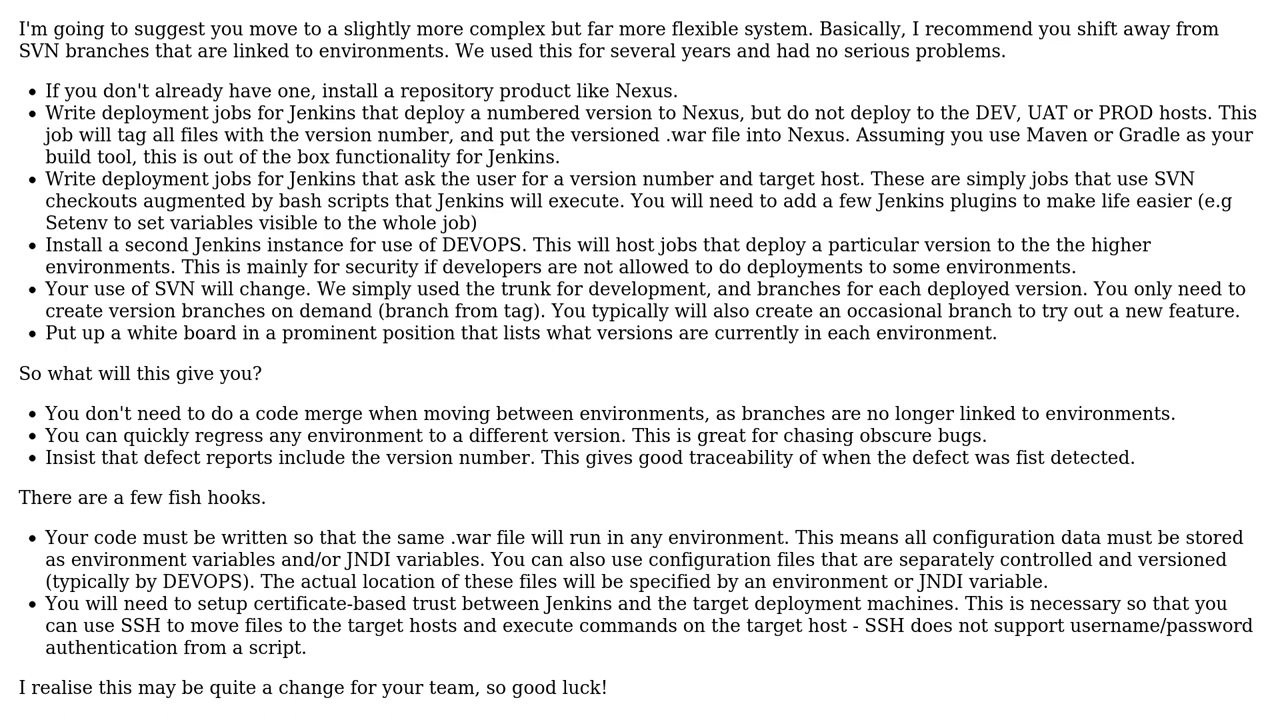 I'm going to suggest you move to a slightly more complex but far more flexible system. Basically, I recommend you shift away from
SVN branches that are linked to environments. We used this for several years and had no serious problems.
• If you don't already have one, install a repository product like Nexus.
• Write deployment jobs for Jenkins that deploy a numbered version to Nexus, but do not deploy to the DEV, UAT or PROD hosts. This
job will tag all files with the version number, and put the versioned .war file into Nexus. Assuming you use Maven or Gradle as your
build tool, this is out of the box functionality for Jenkins.
• Write deployment jobs for Jenkins that ask the user for a version number and target host. These are simply jobs that use SVN
checkouts augmented by bash scripts that Jenkins will execute. You will need to add a few Jenkins plugins to make life easier (e.g
Setenv to set variables visible to the whole job)
• Install a second Jenkins instance for use of DEVOPS. This will host jobs that deploy a particular version to the the higher
environments. This is mainly for security if developers are not allowed to do deployments to some environments.
• Your use of SVN will change. We simply used the trunk for development, and branches for each deployed version. You only need to
create version branches on demand (branch from tag). You typically will also create an occasional branch to try out a new feature.
• Put up a white board in a prominent position that lists what versions are currently in each environment.
So what will this give you?
• You don't need to do a code merge when moving between environments, as branches are no longer linked to environments.
• You can quickly regress any environment to a different version. This is great for chasing obscure bugs.
• Insist that defect reports include the version number. This gives good traceability of when the defect was fist detected.
There are a few fish hooks.
• Your code must be written so that the same .war file will run in any environment. This means all configuration data must be stored
as environment variables and/or JNDI variables. You can also use configuration files that are separately controlled and versioned
(typically by DEVOPS). The actual location of these files will be specified by an environment or JNDI variable.
• You will need to setup certificate-based trust between Jenkins and the target deployment machines. This is necessary so that you
can use SSH to move files to the target hosts and execute commands on the target host - SSH does not support username/password
authentication from a script.
I realise this may be quite a change for your team, so good luck!